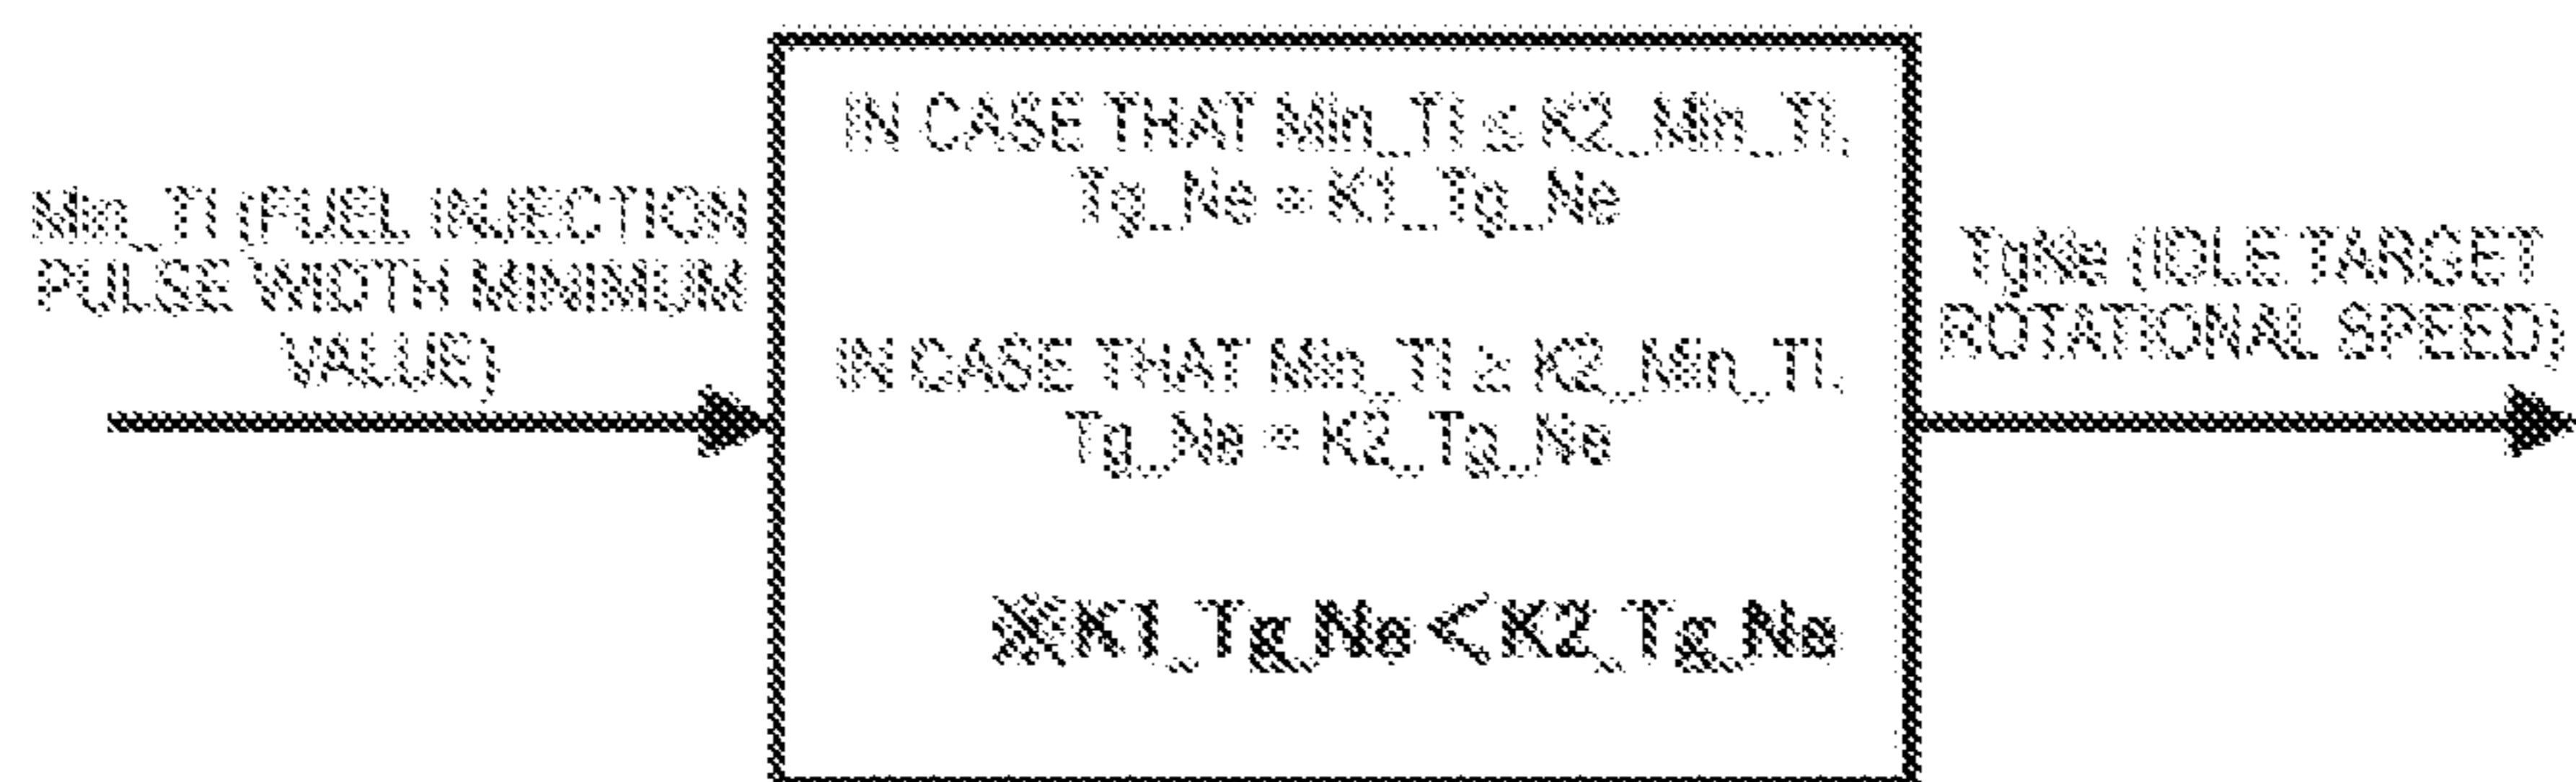 Min_TI (FUEL INJECTION
PULSE WIDTH MINIMUM
VALUE)
IN CASE THAT Min_TI ≤ K2_Min_TI,
Tg_Ne = K1_Tg_Ne
IN CASE THAT Min_TI ≥ K2_Min_TI,
Tg_Ne = K2_Tg_Ne
※K1_Tg_Ne<K2_Tg_Ne
TgNe (IDLE TARGET
ROTATIONAL SPEED)